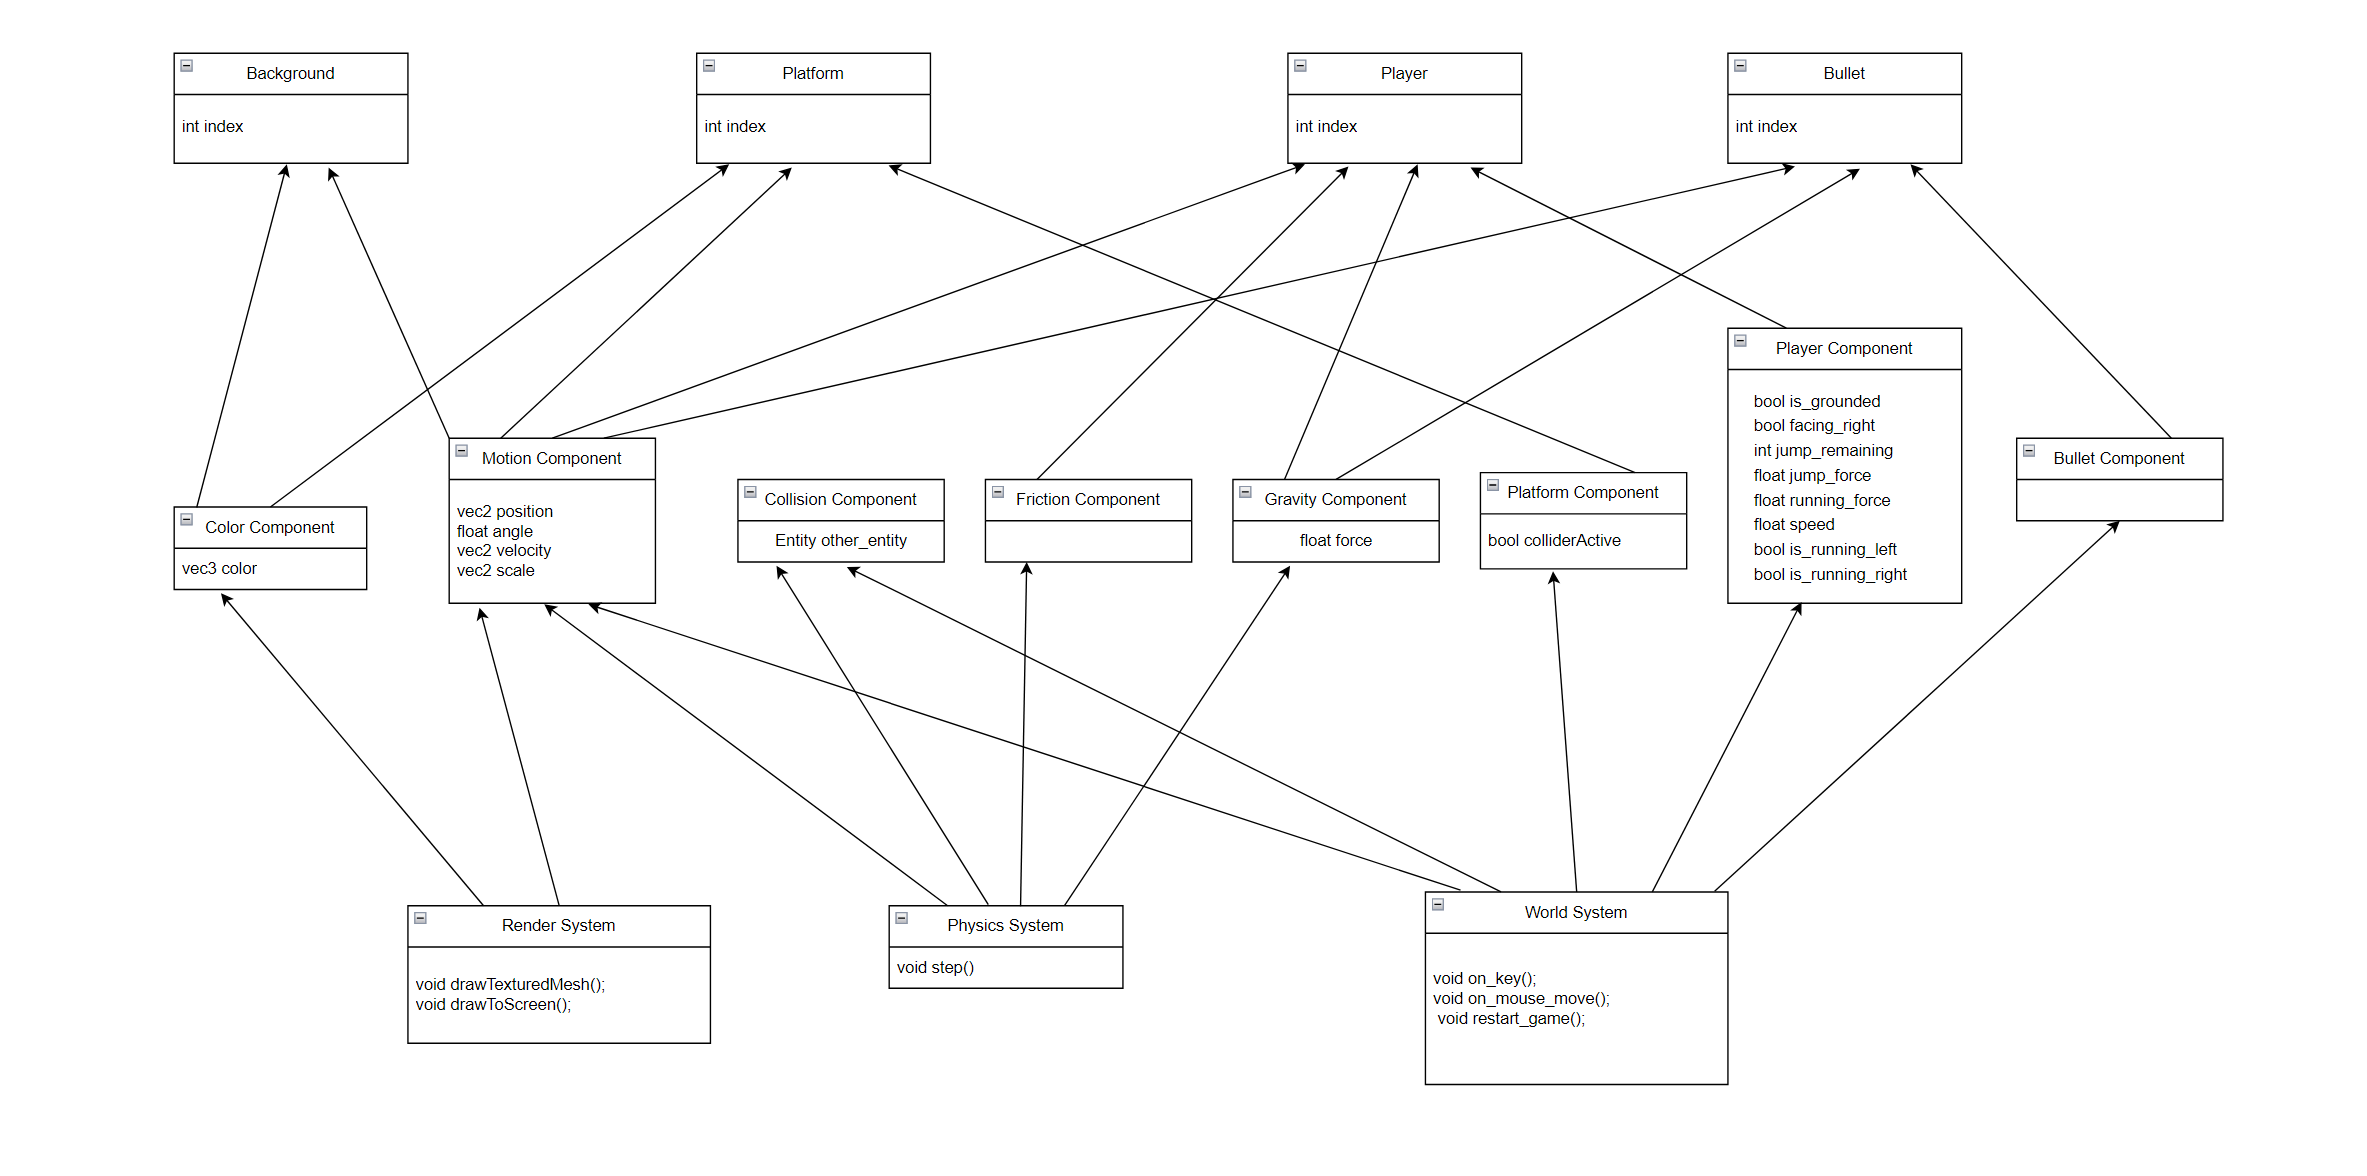 Background
int index
Platform
int index
Player
int index
Bullet
int index
Color Component
vec3 color
Motion Component
vec2 position
float angle
vec2 velocity
vec2 scale
Collision Component
Entity other_entity
Friction Component
Gravity Component
float force
Platform Component
bool colliderActive
Player Component
bool is_grounded
bool facing_right
int jump_remaining
float jump_force
float running_force
float speed
bool is_running_left
bool is_running_right
Bullet Component
Render System
void drawTexturedMesh();
void drawToScreen();
Physics System
void step()
World System
void on_key();
void on_mouse_move();
void restart_game();